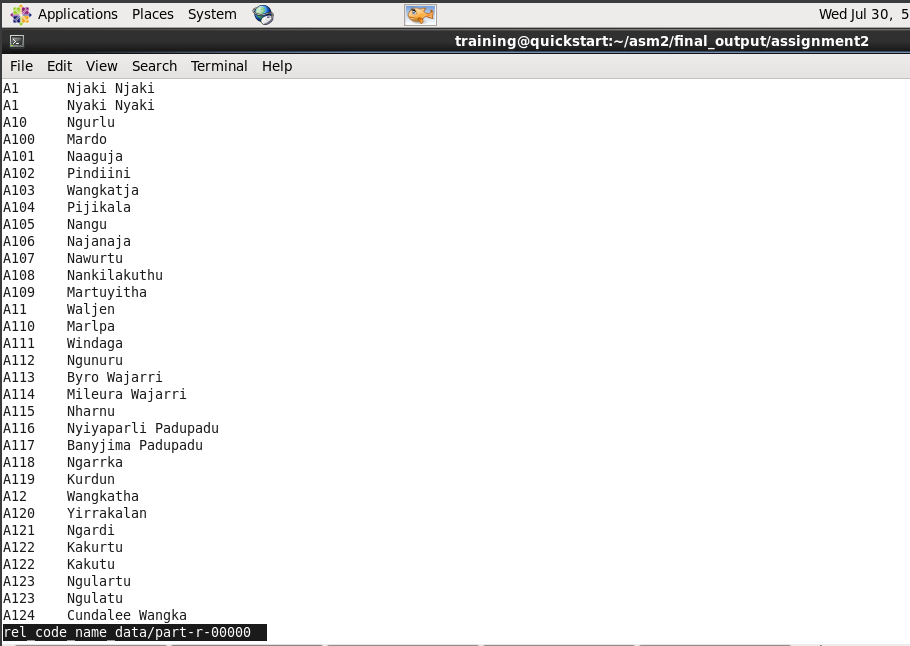 Applications Places System Wed Jul 30, 5
training@quickstart:~/asm2/final_output/assignment2
File Edit View Search Terminal Help
A1 Njaki Njaki
A1 Nyaki Nyaki
A10 Ngurlu
A100 Mardo
A101 Naaguja
A102 Pindiini
A103 Wangkatja
A104 Pijikala
A105 Nangu
A106 Najanaja
A107 Nawurtu
A108 Nankilakuthu
A109 Martuyitha
A11 Waljen
A110 Marlpa
A111 Windaga
A112 Ngunuru
A113 Byro Wajarri
A114 Mileura Wajarri
A115 Nharnu
A116 Nyiyaparli Padupadu
A117 Banyjima Padupadu
A118 Ngarrka
A119 Kurdun
A12 Wangkatha
A120 Yirrakalan
A121 Ngardi
A122 Kakurtu
A122 Kakutu
A123 Ngulartu
A123 Ngulatu
A124 Cundalee Wangka
rel_code_name_data/part-r-00000